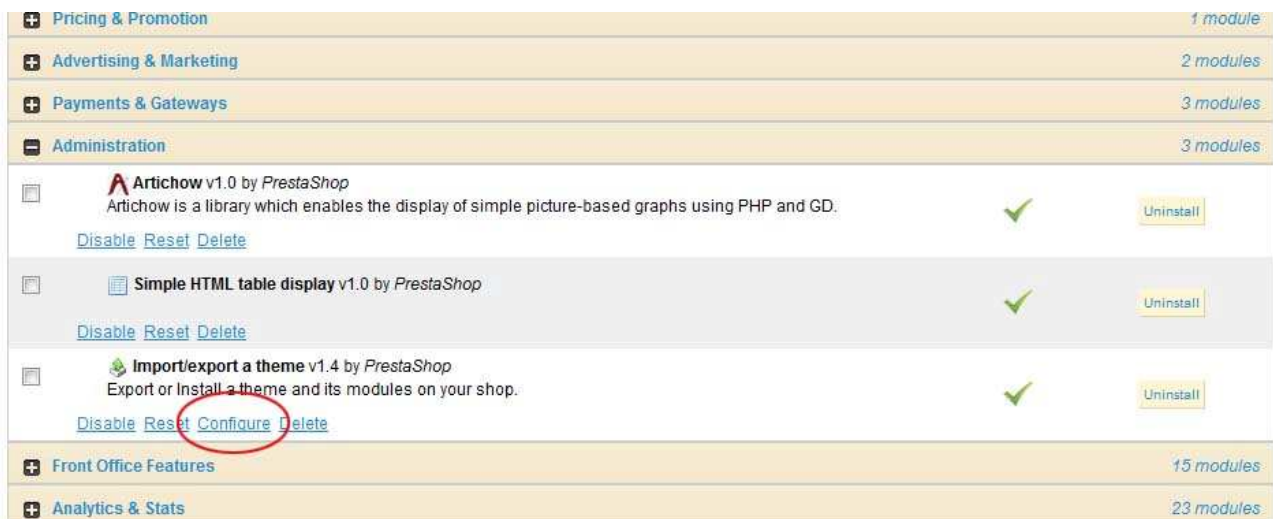 Pricing & Promotion 1 module
Advertising & Marketing 2 modules
Payments & Gateways 3 modules
Administration 3 modules
Artichow v1.0 by PrestaShop
Artichow is a library which enables the display of simple picture-based graphs using PHP and GD.
Uninstall
Disable Reset Delete
Simple HTML table display v1.0 by PrestaShop
Uninstall
Disable Reset Delete
Import/export a theme v1.4 by PrestaShop
Export or Install a theme and its modules on your shop.
Uninstall
Disable Reset Configure Delete
Front Office Features 15 modules
Analytics & Stats 23 modules